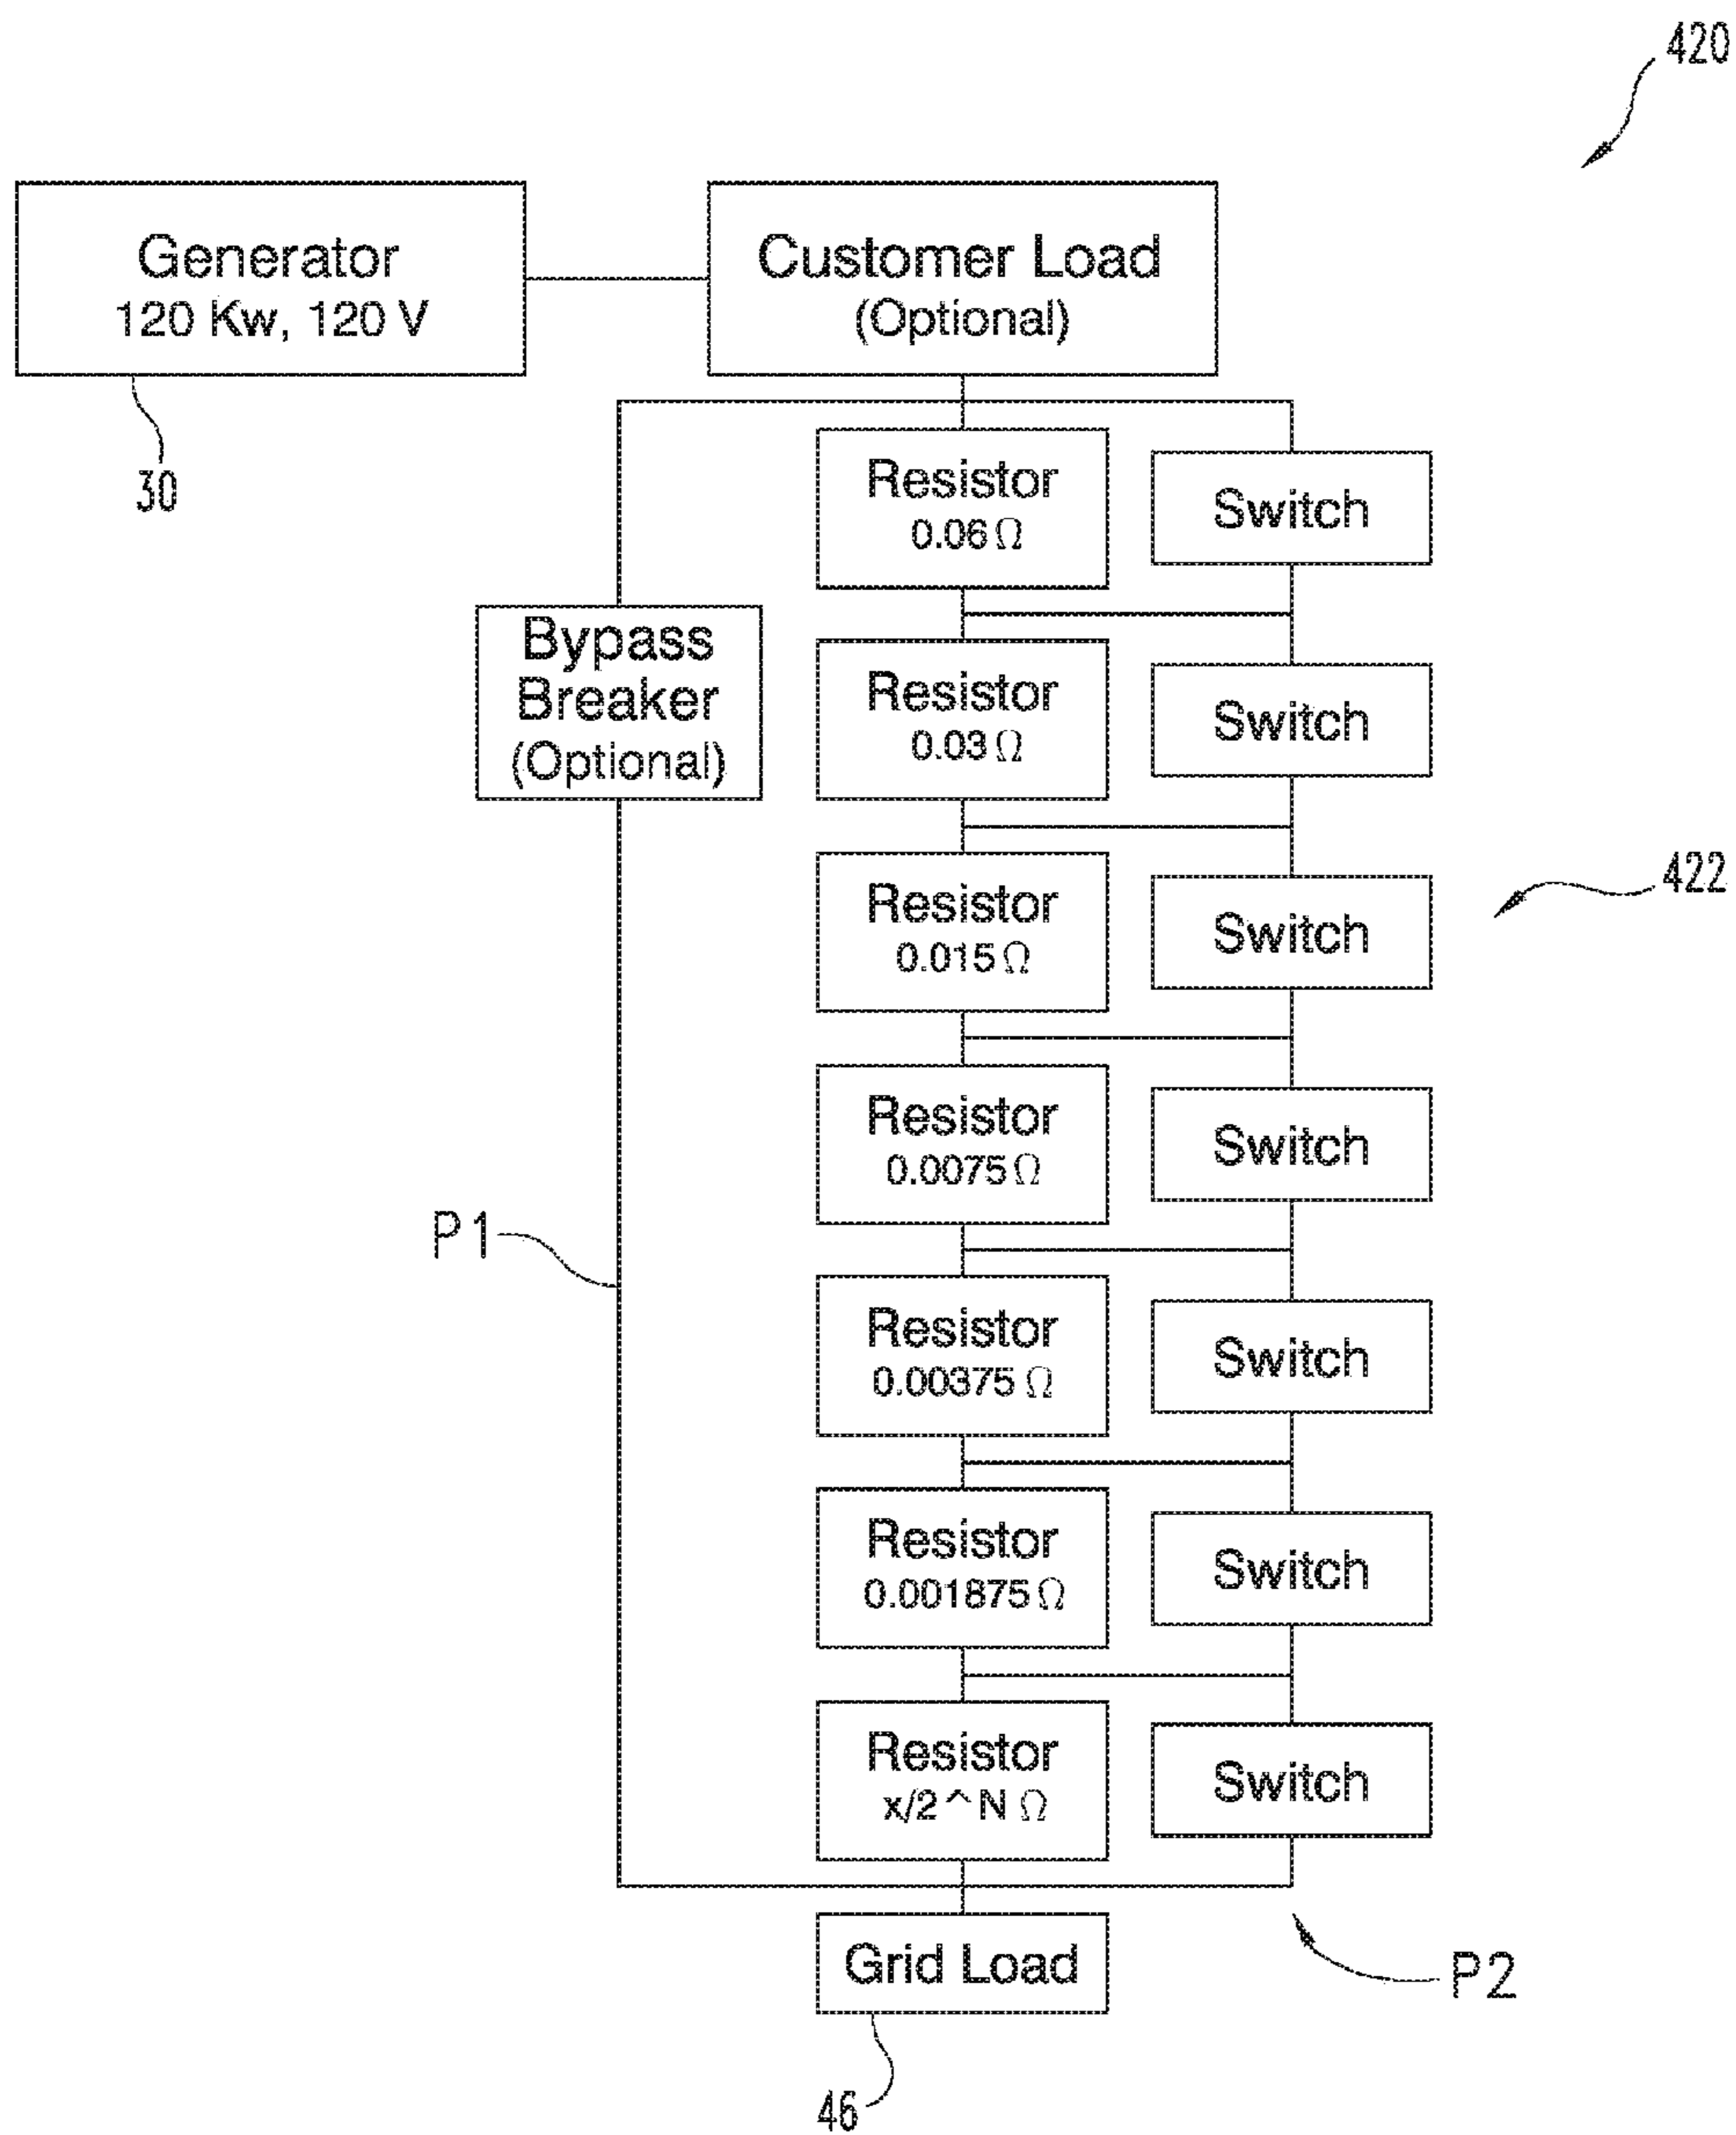 420
Generator
120 Kw, 120 V
30
Customer Load
(Optional)
Resistor
0.06 Ω
Switch
Bypass
Breaker
(Optional)
Resistor
0.03 Ω
Switch
Resistor
0.015 Ω
Switch
422
Resistor
0.0075 Ω
Switch
P1
Resistor
0.00375 Ω
Switch
Resistor
0.001875 Ω
Switch
Resistor
x/2^N Ω
Switch
Grid Load
P2
46